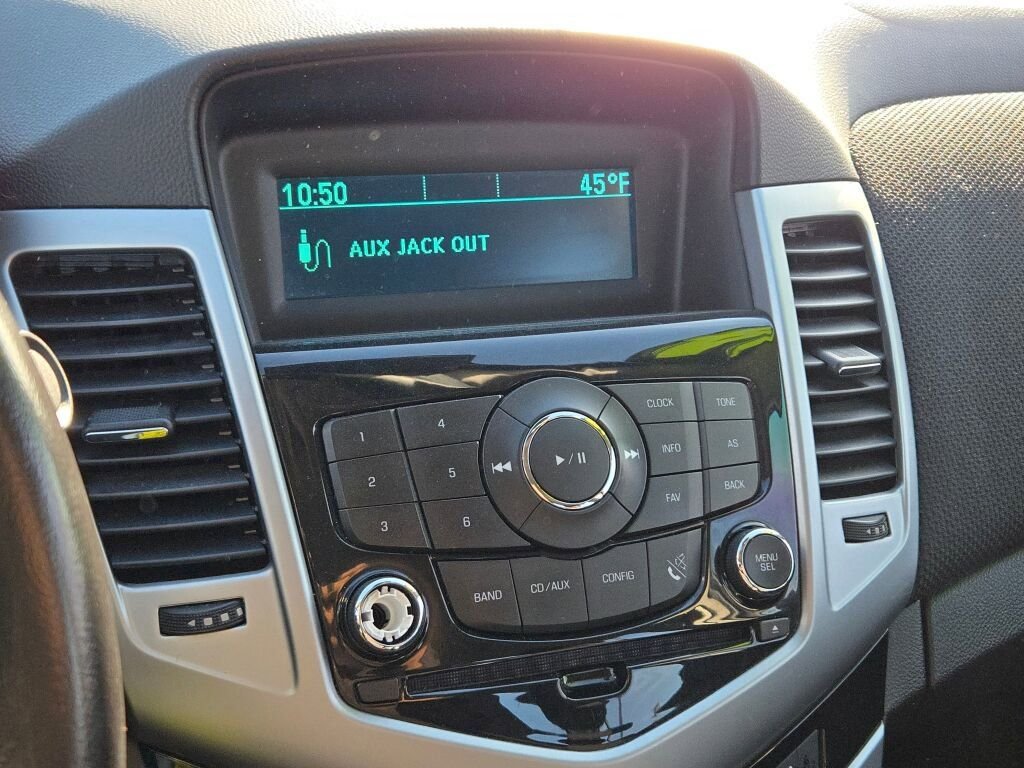 10:50 45°F
AUX JACK OUT
1 4 CLOCK TONE
2 5 INFO AS
3 6 FAV BACK
BAND CD/AUX CONFIG MENU
SEL